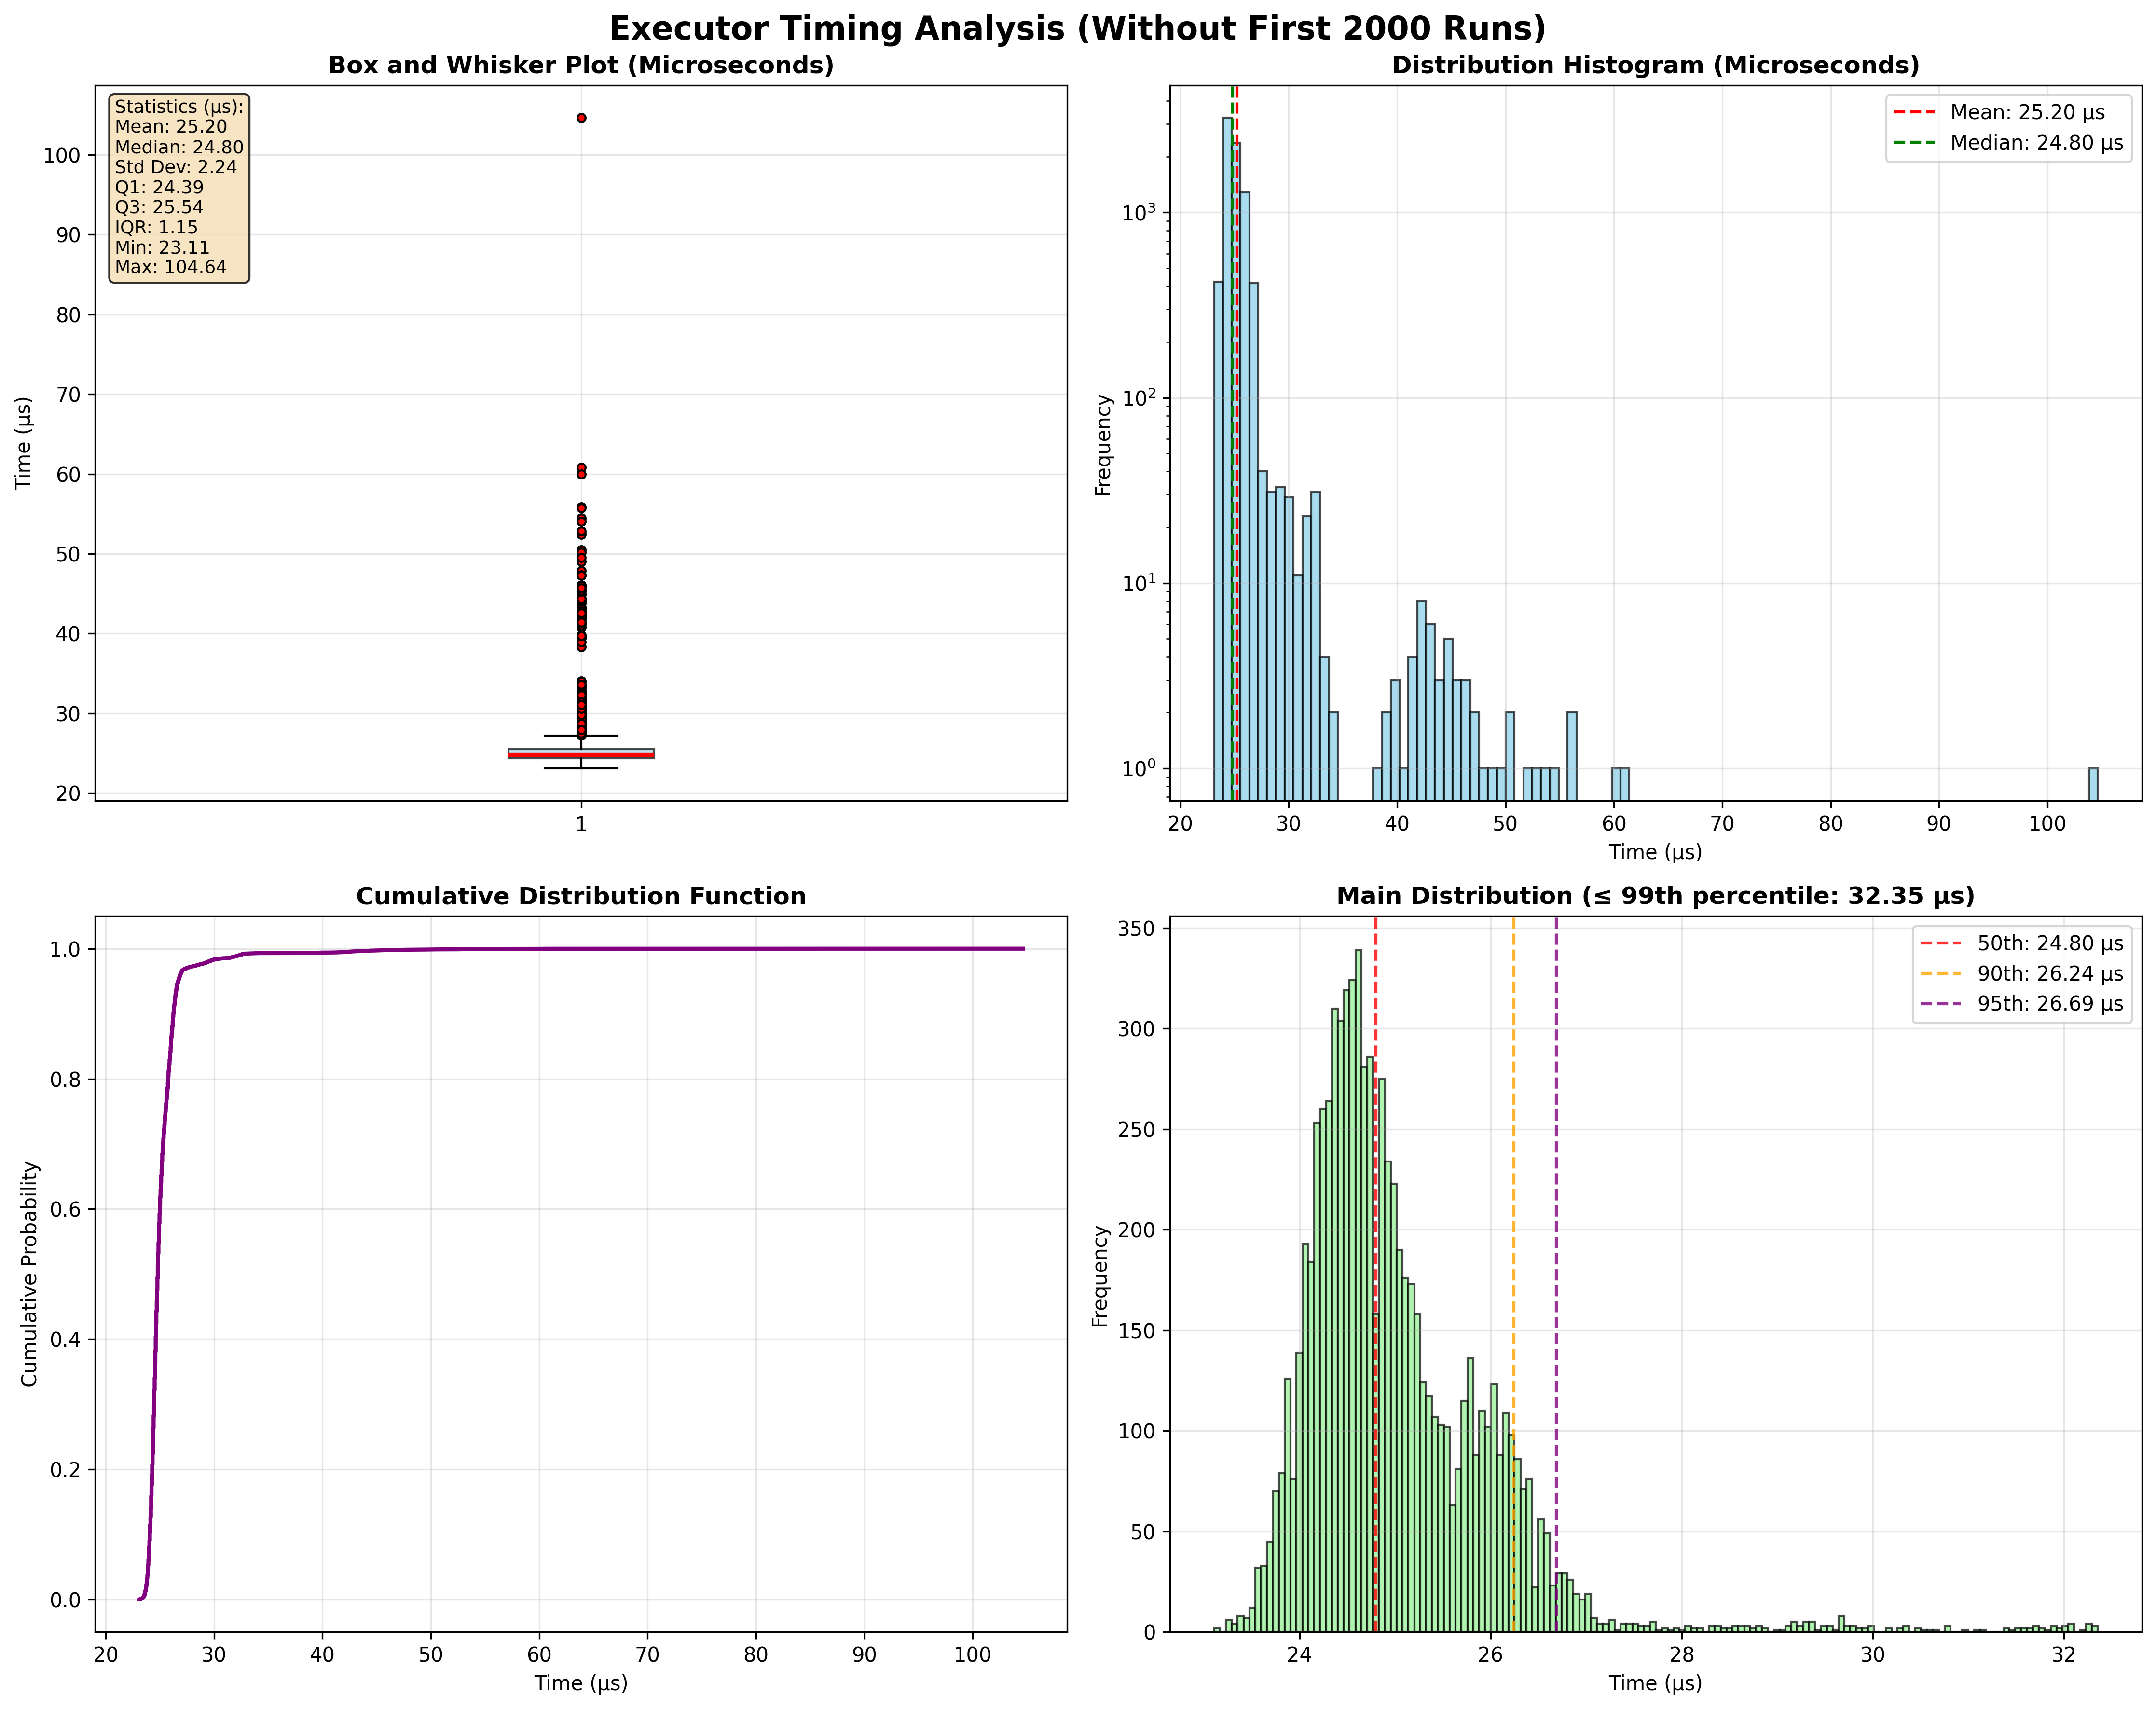 Executor Timing Analysis (Without First 2000 Runs)
Box and Whisker Plot (Microseconds)
Statistics (µs):
Mean: 25.20
Median: 24.80
Std Dev: 2.24
Q1: 24.39
Q3: 25.54
IQR: 1.15
Min: 23.11
Max: 104.64
Time (µs)
100
90
80
70
60
50
40
30
20
1
Distribution Histogram (Microseconds)
Mean: 25.20 µs
Median: 24.80 µs
Frequency
10³
10²
10¹
10⁰
20 30 40 50 60 70 80 90 100
Time (µs)
Cumulative Distribution Function
Cumulative Probability
1.0
0.8
0.6
0.4
0.2
0.0
20 30 40 50 60 70 80 90 100
Time (µs)
Main Distribution (≤ 99th percentile: 32.35 µs)
50th: 24.80 µs
90th: 26.24 µs
95th: 26.69 µs
Frequency
350
300
250
200
150
100
50
0
24 26 28 30 32
Time (µs)